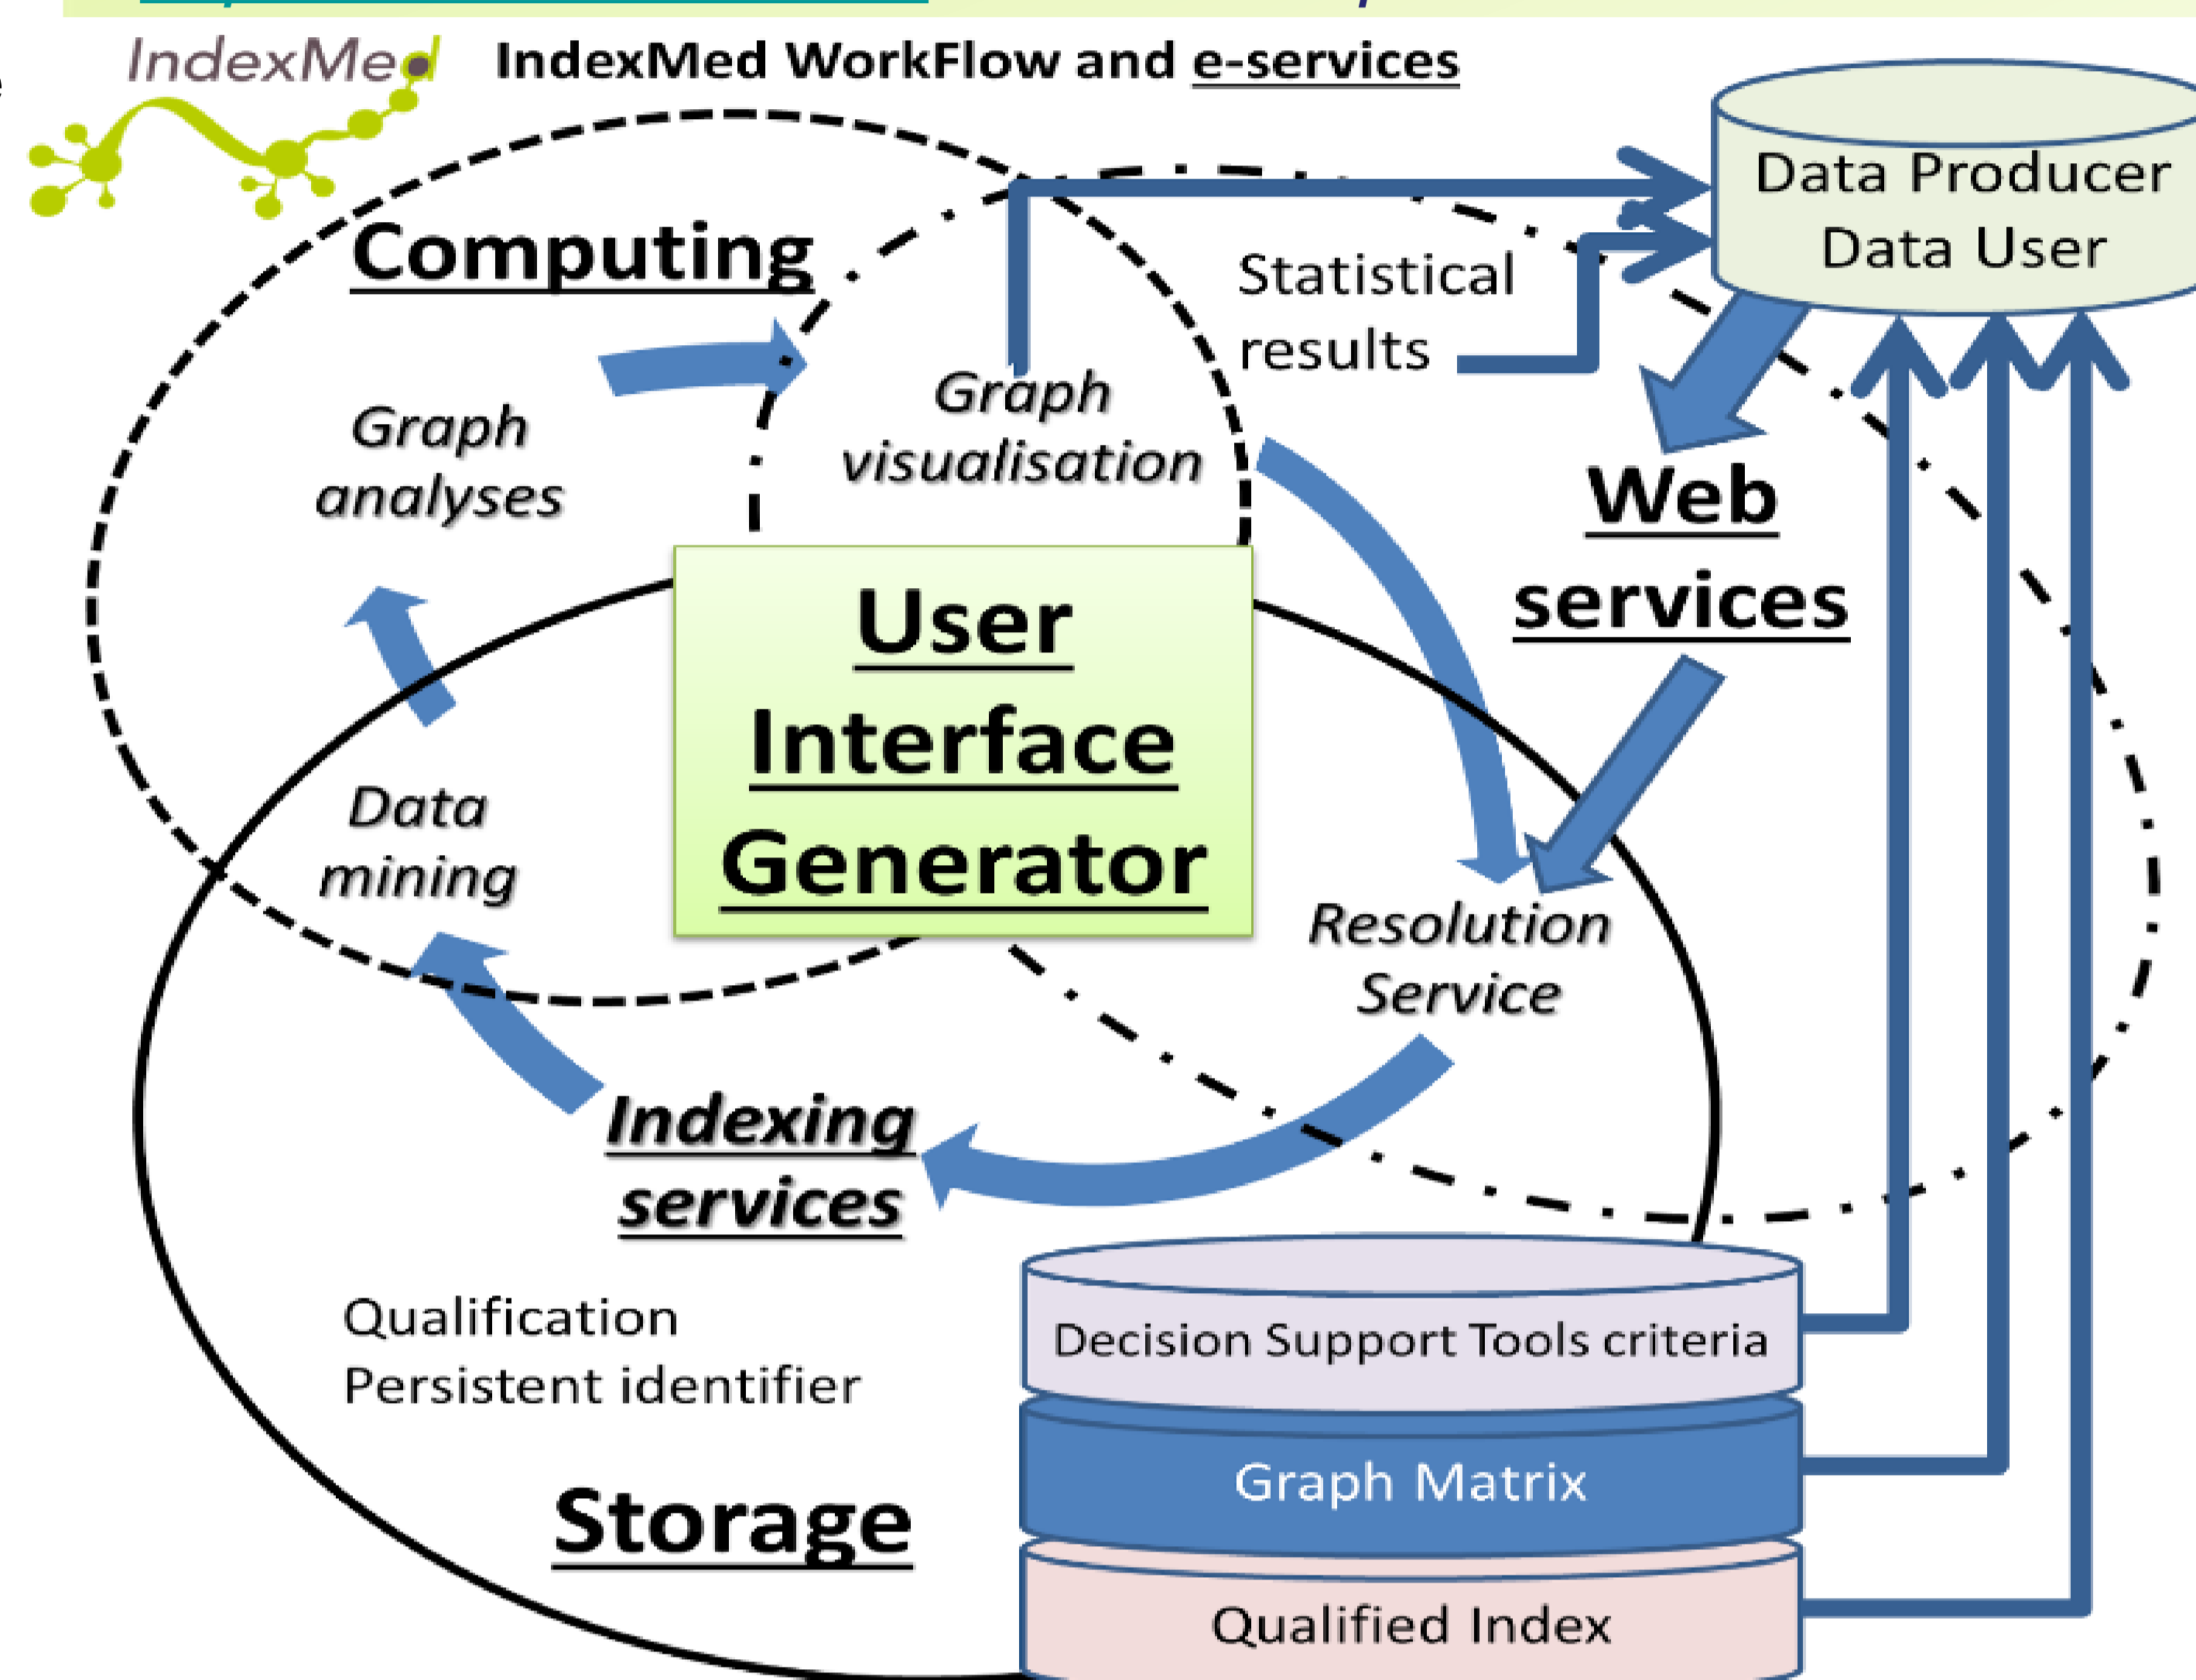 IndexMed
IndexMed WorkFlow and e-services
Data Producer
Data User
Computing
Statistical
results
Graph
visualisation
Graph
analyses
Web
services
User
Interface
Generator
Data
mining
Resolution
Service
Indexing
services
Qualification
Persistent identifier
Storage
Decision Support Tools criteria
Graph Matrix
Qualified Index